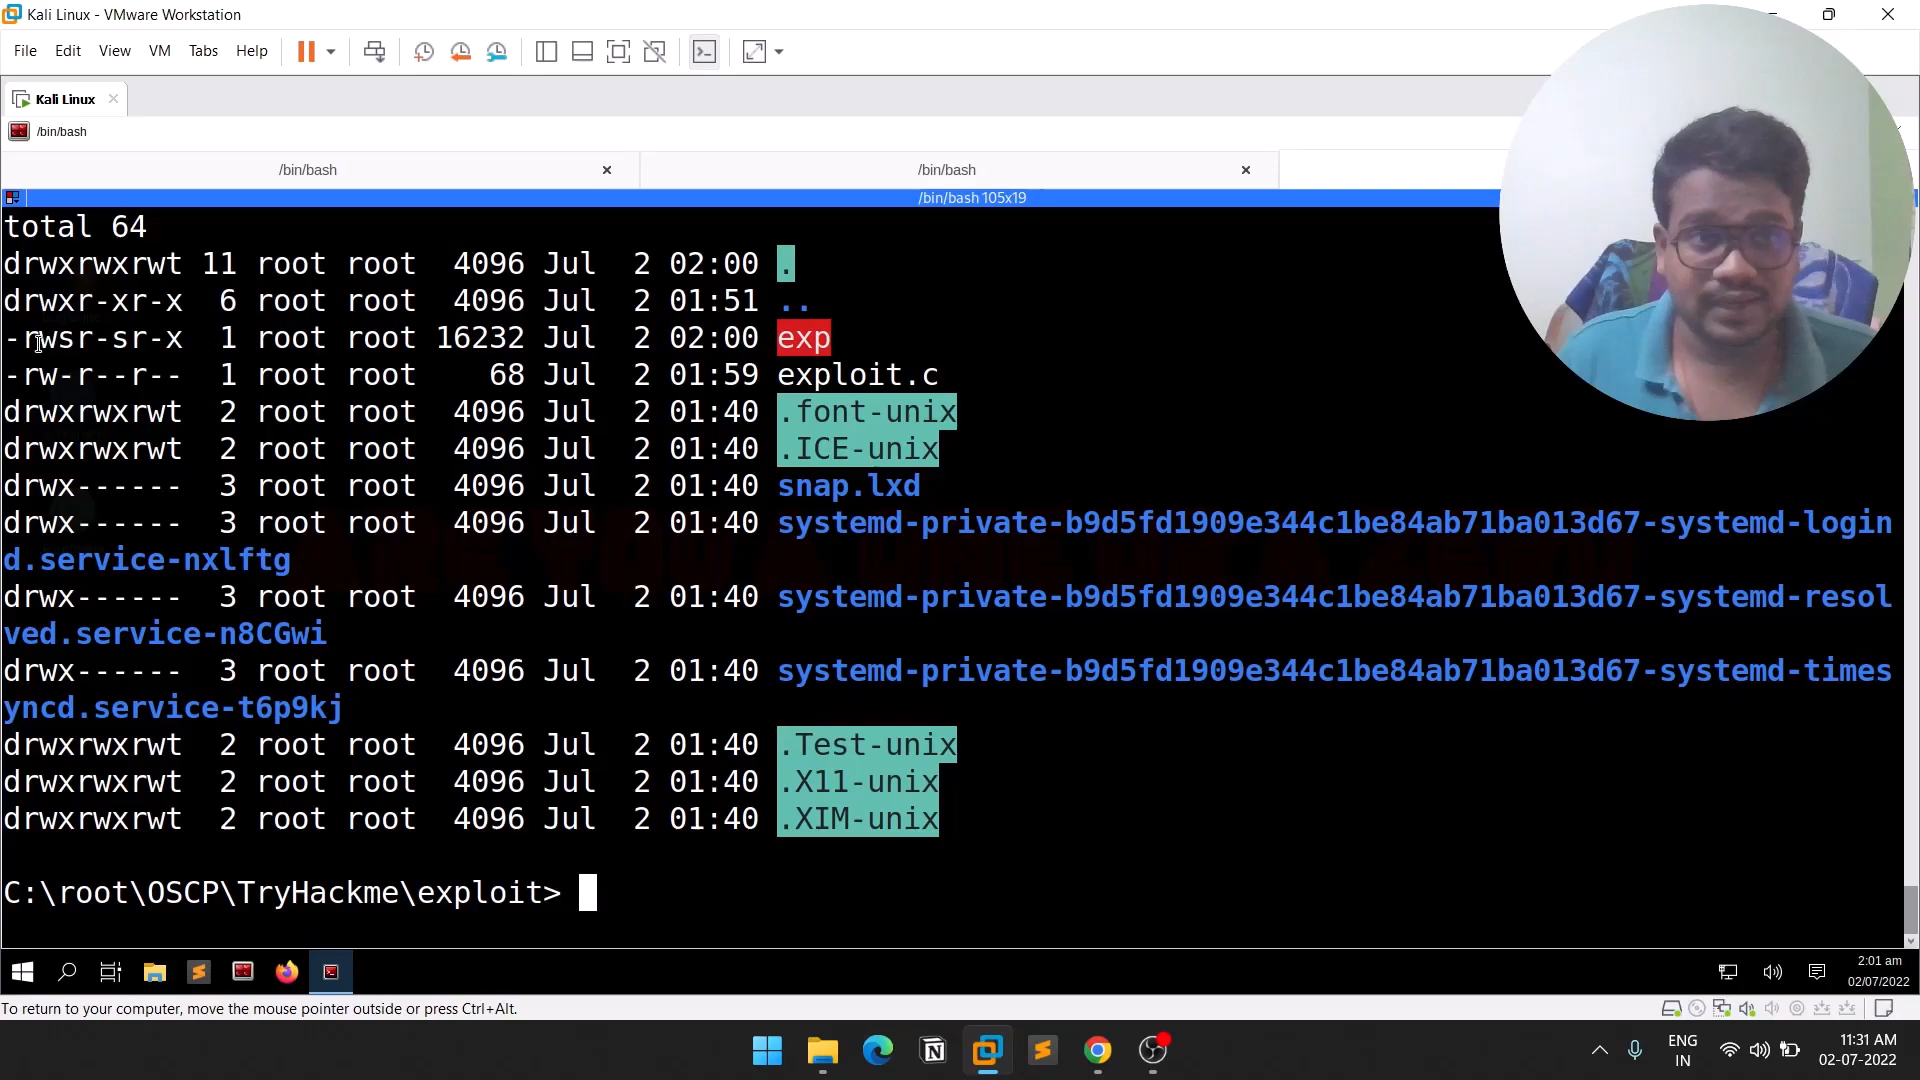 Kali Linux - VMware Workstation
File Edit View VM Tabs Help
Kali Linux
/bin/bash
/bin/bash /bin/bash
/bin/bash 105x19
total 64
drwxrwxrwt 11 root root 4096 Jul 2 02:00 .
drwxr-xr-x 6 root root 4096 Jul 2 01:51 ..
-rwsr-sr-x 1 root root 16232 Jul 2 02:00 exp
-rw-r--r-- 1 root root 68 Jul 2 01:59 exploit.c
drwxrwxrwt 2 root root 4096 Jul 2 01:40 .font-unix
drwxrwxrwt 2 root root 4096 Jul 2 01:40 .ICE-unix
drwx------ 3 root root 4096 Jul 2 01:40 snap.lxd
drwx------ 3 root root 4096 Jul 2 01:40 systemd-private-b9d5fd1909e344c1be84ab71ba013d67-systemd-login
d.service-nxlftg
drwx------ 3 root root 4096 Jul 2 01:40 systemd-private-b9d5fd1909e344c1be84ab71ba013d67-systemd-resol
ved.service-n8CGwi
drwx------ 3 root root 4096 Jul 2 01:40 systemd-private-b9d5fd1909e344c1be84ab71ba013d67-systemd-times
yncd.service-t6p9kj
drwxrwxrwt 2 root root 4096 Jul 2 01:40 .Test-unix
drwxrwxrwt 2 root root 4096 Jul 2 01:40 .X11-unix
drwxrwxrwt 2 root root 4096 Jul 2 01:40 .XIM-unix
C:\root\OSCP\TryHackme\exploit>
2:01 am
02/07/2022
To return to your computer, move the mouse pointer outside or press Ctrl+Alt.
ENG
IN
11:31 AM
02-07-2022